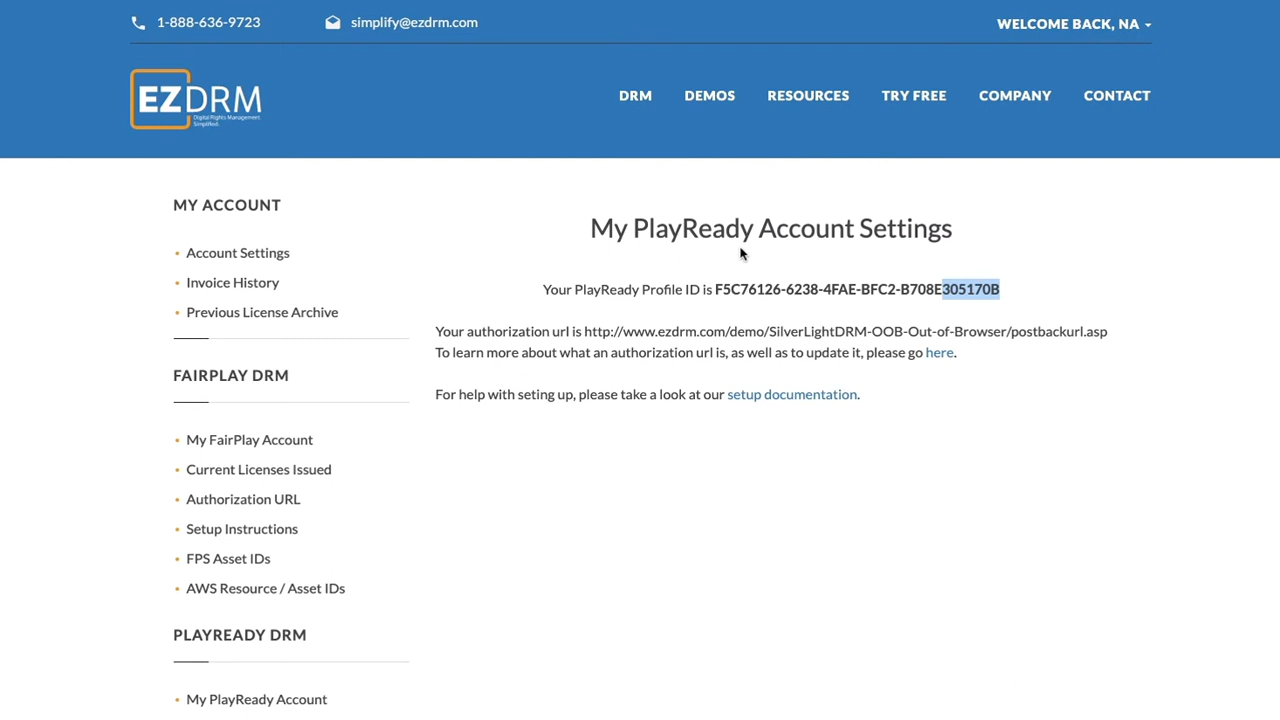 1-888-636-9723
simplify@ezdrm.com
WELCOME BACK, NA
EZDRM
Digital Rights Management
Simplified.
DRM
DEMOS
RESOURCES
TRY FREE
COMPANY
CONTACT
MY ACCOUNT
Account Settings
Invoice History
Previous License Archive
FAIRPLAY DRM
My FairPlay Account
Current Licenses Issued
Authorization URL
Setup Instructions
FPS Asset IDs
AWS Resource / Asset IDs
PLAYREADY DRM
My PlayReady Account
My PlayReady Account Settings
Your PlayReady Profile ID is F5C76126-6238-4FAE-BFC2-B708E305170B
Your authorization url is http://www.ezdrm.com/demo/SilverLightDRM-OOB-Out-of-Browser/postbackurl.asp
To learn more about what an authorization url is, as well as to update it, please go here.
For help with seting up, please take a look at our setup documentation.